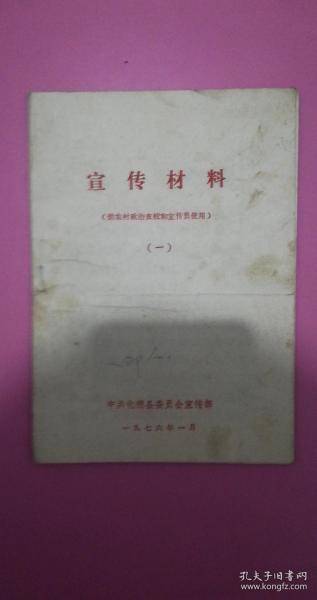 宣传材料
（供农村政治夜校和宣传员使用）
（一）
中共化德县委员会宣传部
一九七六年一月
孔夫子旧书网